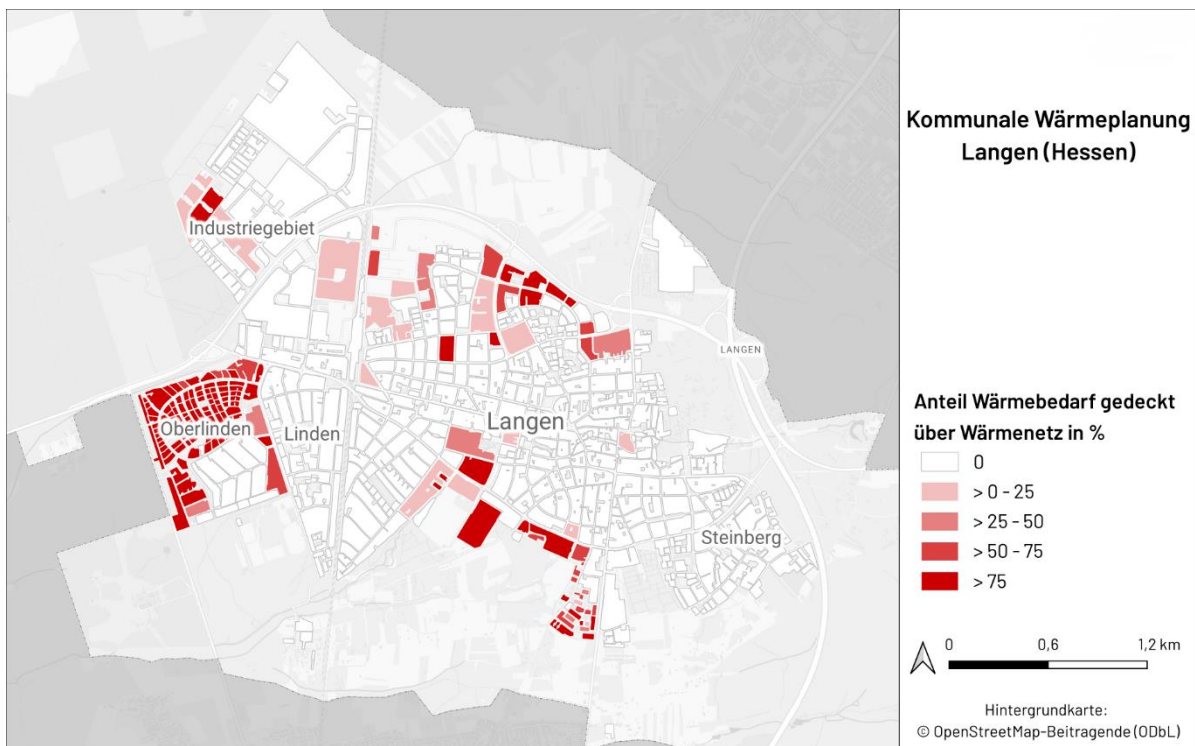 Kommunale Wärmeplanung
Langen (Hessen)
Industriegebiet
LANGEN
Oberlinden
Linden
Langen
Steinberg
Anteil Wärmebedarf gedeckt
über Wärmenetz in %
0
> 0 - 25
> 25 - 50
> 50 - 75
> 75
0 0,6 1,2 km
Hintergrundkarte:
© OpenStreetMap-Beitragende (ODbL)